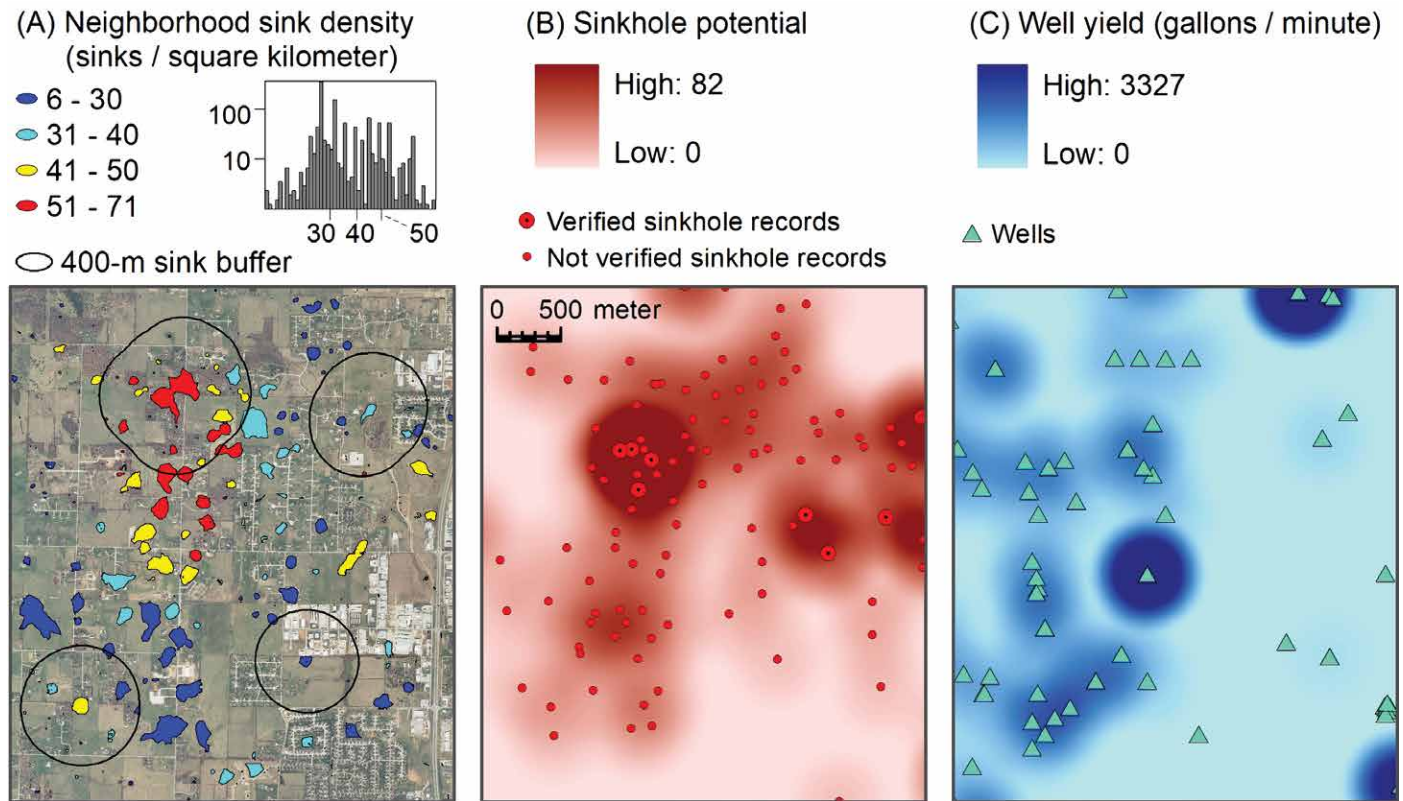 (A) Neighborhood sink density
(sinks / square kilometer)
6 - 30
31 - 40
41 - 50
51 - 71
100
10
30 40 50
400-m sink buffer
(B) Sinkhole potential
High: 82
Low: 0
Verified sinkhole records
Not verified sinkhole records
0 500 meter
(C) Well yield (gallons / minute)
High: 3327
Low: 0
Wells